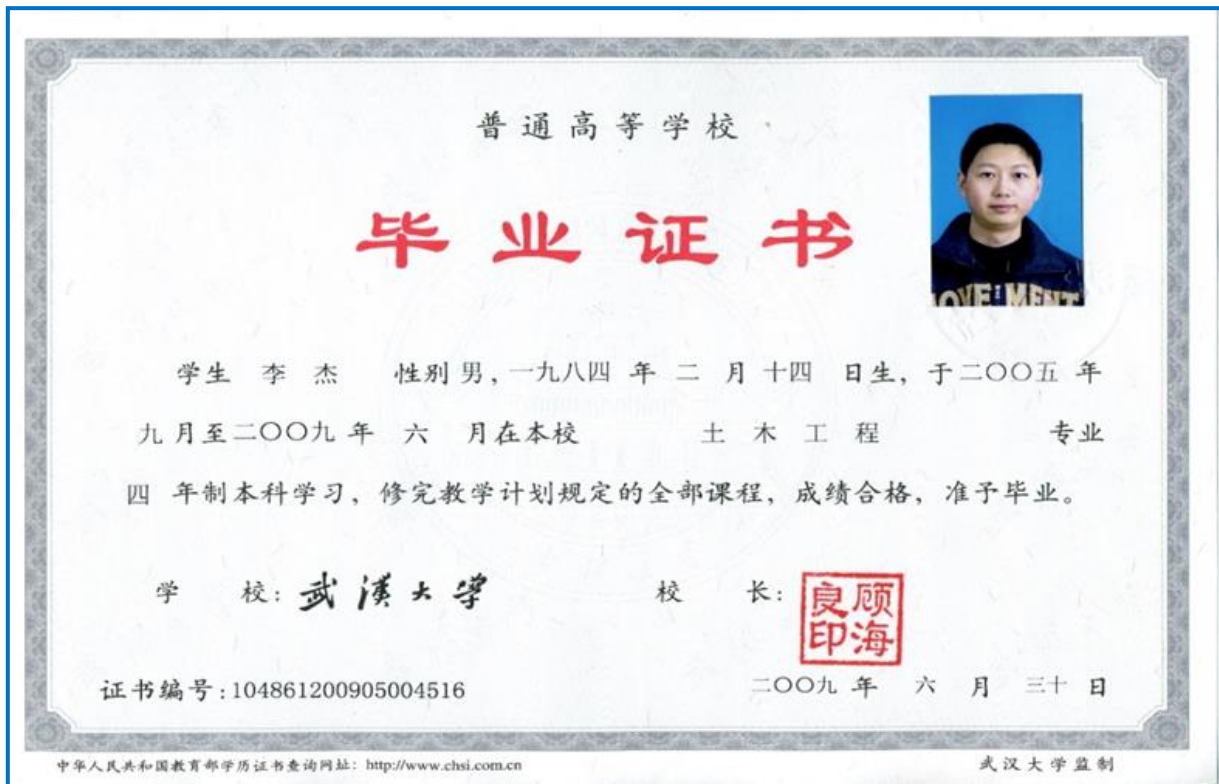 普通高等学校
毕业证书
OVE MENT
学生 李杰 性别 男，一九八四 年 二 月 十四 日生，于二〇〇五 年
九 月至二〇〇九 年 六 月在本校 土木工程 专业
四 年制本科学习，修完教学计划规定的全部课程，成绩合格，准予毕业。
学 校：武漢大学 校 长：顾海良印
证书编号：104861200905004516 二〇〇九 年 六 月 三十 日
中华人民共和国教育部学历证书查询网址：http://www.chsi.com.cn 武汉大学监制